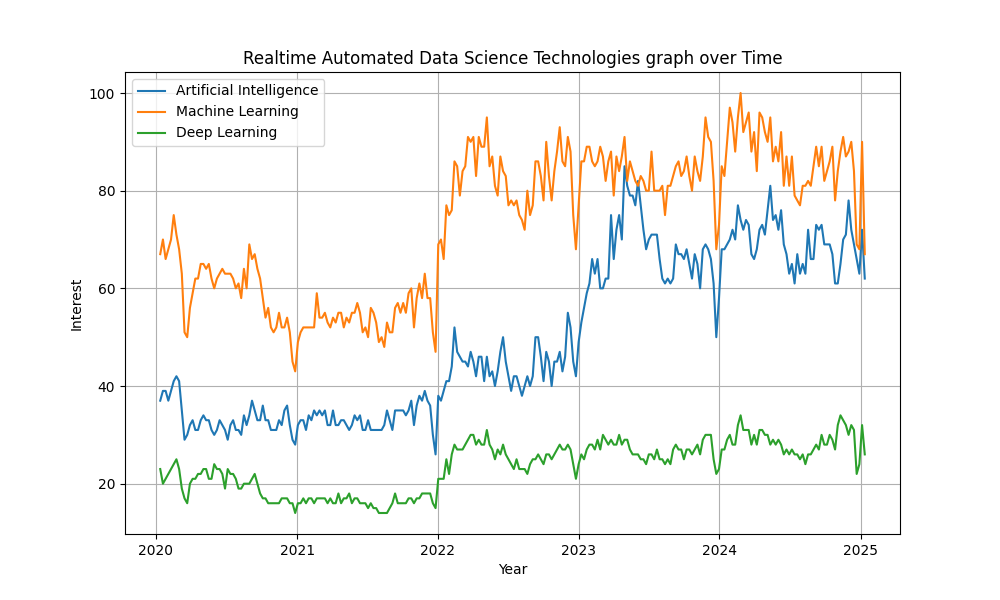 Realtime Automated Data Science Technologies graph over Time
Artificial Intelligence
Machine Learning
Deep Learning
100
80
60
40
20
Interest
2020 2021 2022 2023 2024 2025
Year